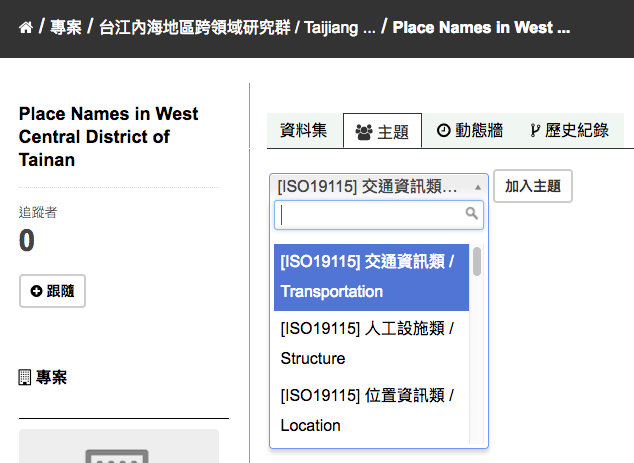 / 專案 / 台江內海地區跨領域研究群 / Taijiang ... / Place Names in West ...
Place Names in West
Central District of
Tainan
追蹤者
0
跟隨
專案
資料集 主題 動態牆 歷史紀錄
[ISO19115] 交通資訊類... 加入主題
[ISO19115] 交通資訊類 /
Transportation
[ISO19115] 人工設施類 /
Structure
[ISO19115] 位置資訊類 /
Location